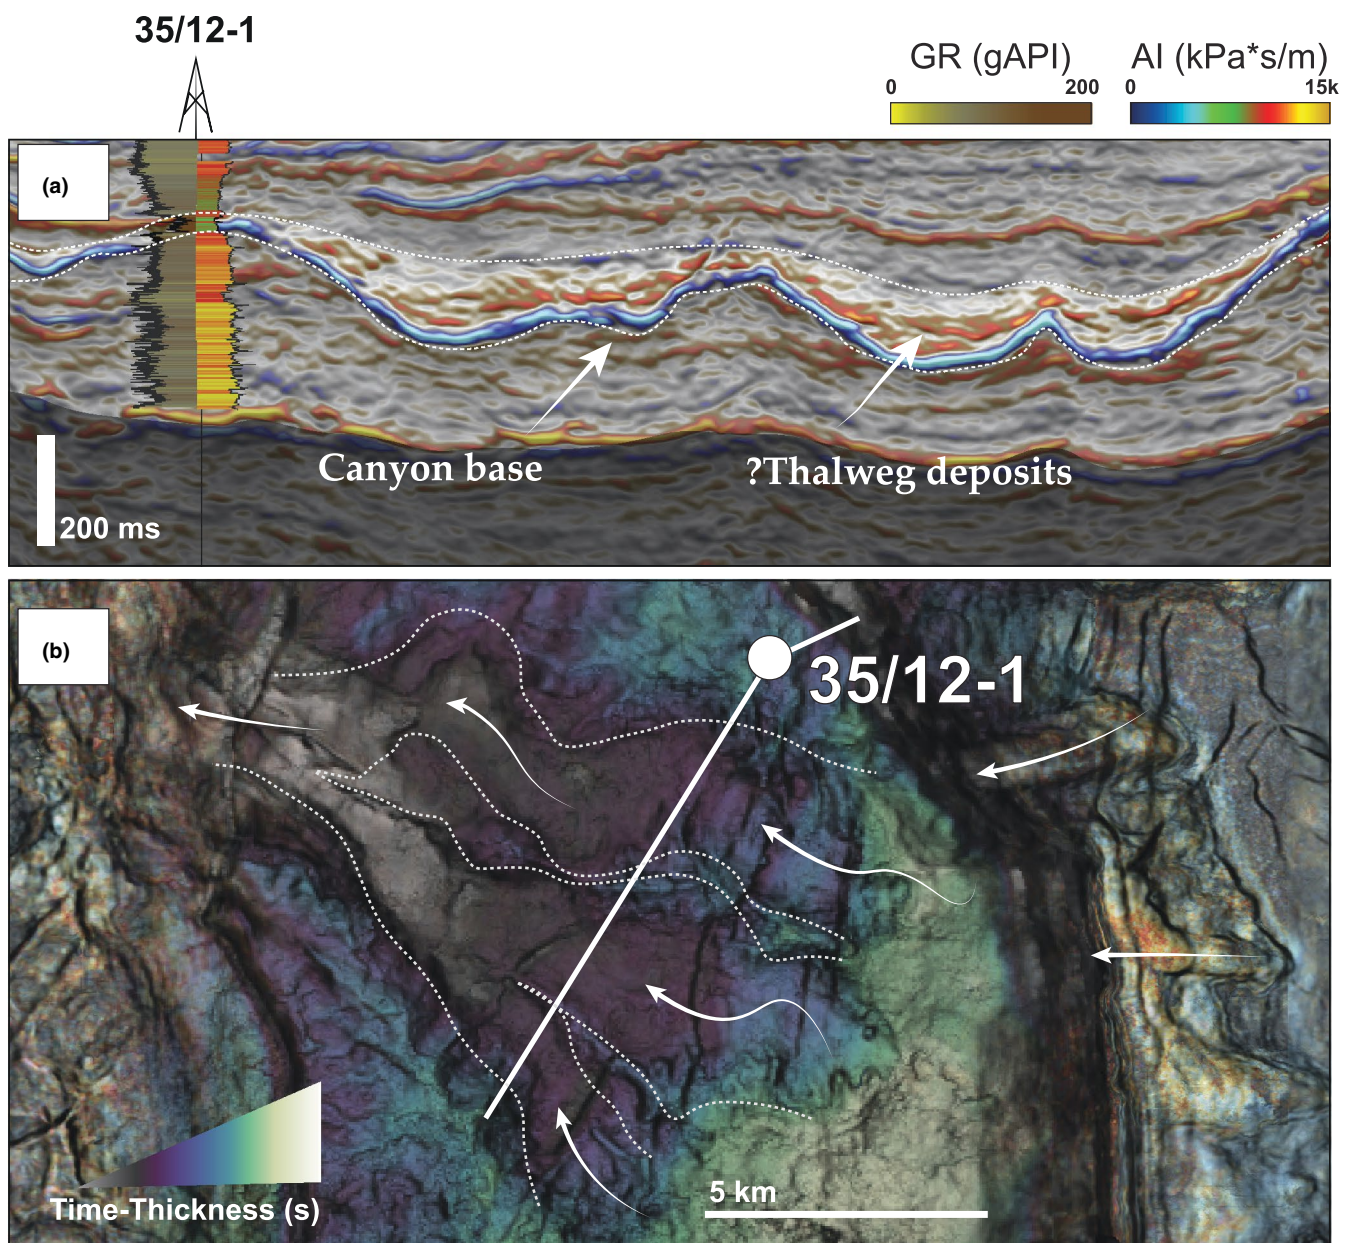 35/12-1
GR (gAPI)
AI (kPa*s/m)
0
200
0
15k
(a)
Canyon base
?Thalweg deposits
200 ms
(b)
35/12-1
5 km
Time-Thickness (s)